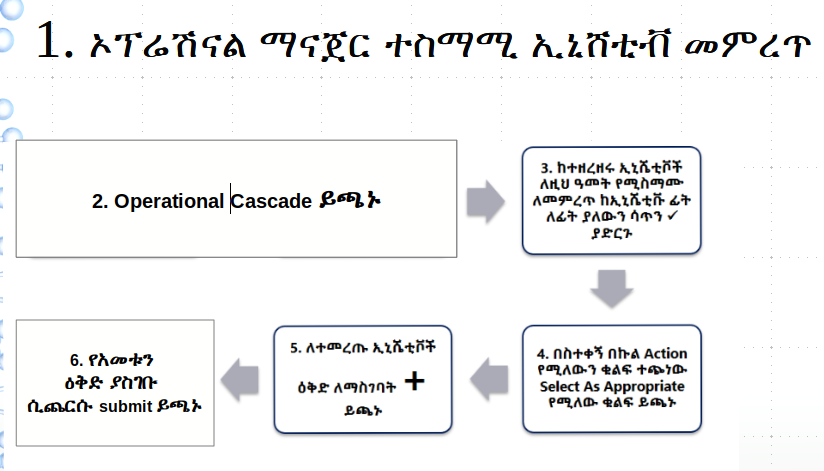 1. ኦፕሬሽናል ማናጀር ተስማሚ ኢኒሽቲቭ መምረጥ
2. Operational Cascade ይጫኑ
3. ከተዘረዘሩ ኢኒሼቲቮች
ለዚህ ዓመት የሚስማሙ
ለመምረጥ ከኢኒሼቲቩ ፊት
ለፊት ያለውን ሳጥን ✓
ያድርጉ
4. በስተቀኝ በኩል Action
የሚለውን ቁልፍ ተጭነው
Select As Appropriate
የሚለው ቁልፍ ይጫኑ
5. ለተመረጡ ኢኒሼቲቮች
ዕቅድ ለማስገባት +
ይጫኑ
6. የአመቱን
ዕቅድ ያስገቡ
ሲጨርሱ submit ይጫኑ